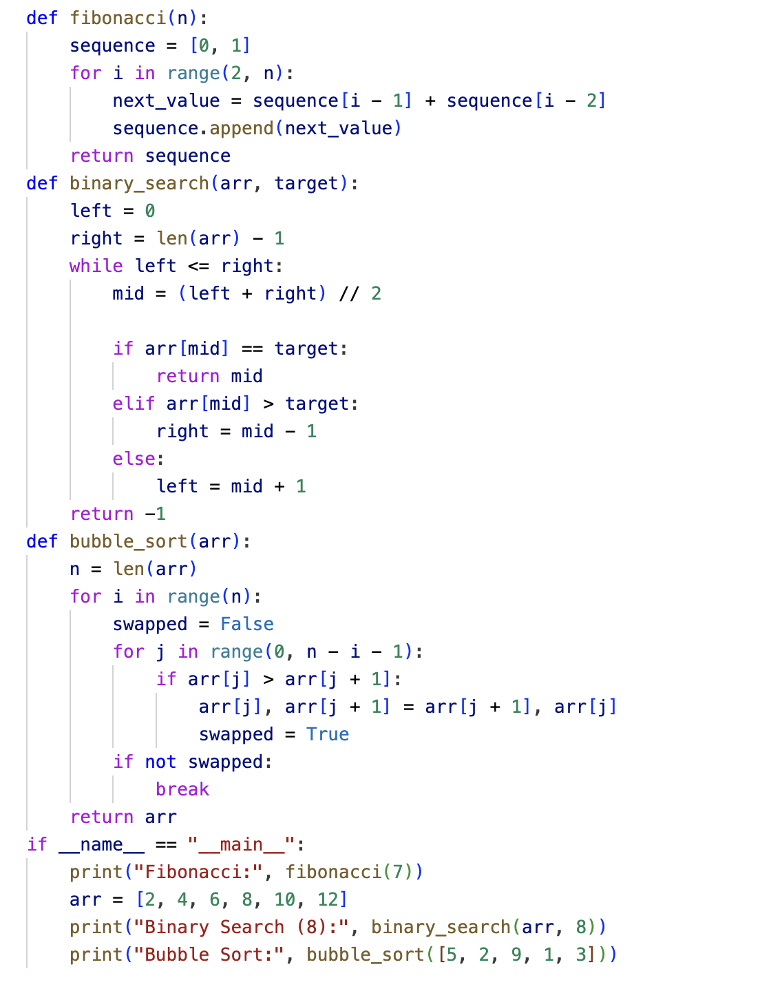 def fibonacci(n):
    sequence = [0, 1]
    for i in range(2, n):
        next_value = sequence[i - 1] + sequence[i - 2]
        sequence.append(next_value)
    return sequence
def binary_search(arr, target):
    left = 0
    right = len(arr) - 1
    while left <= right:
        mid = (left + right) // 2

        if arr[mid] == target:
            return mid
        elif arr[mid] > target:
            right = mid - 1
        else:
            left = mid + 1
    return -1
def bubble_sort(arr):
    n = len(arr)
    for i in range(n):
        swapped = False
        for j in range(0, n - i - 1):
            if arr[j] > arr[j + 1]:
                arr[j], arr[j + 1] = arr[j + 1], arr[j]
                swapped = True
        if not swapped:
            break
    return arr
if __name__ == "__main__":
    print("Fibonacci:", fibonacci(7))
    arr = [2, 4, 6, 8, 10, 12]
    print("Binary Search (8):", binary_search(arr, 8))
    print("Bubble Sort:", bubble_sort([5, 2, 9, 1, 3]))